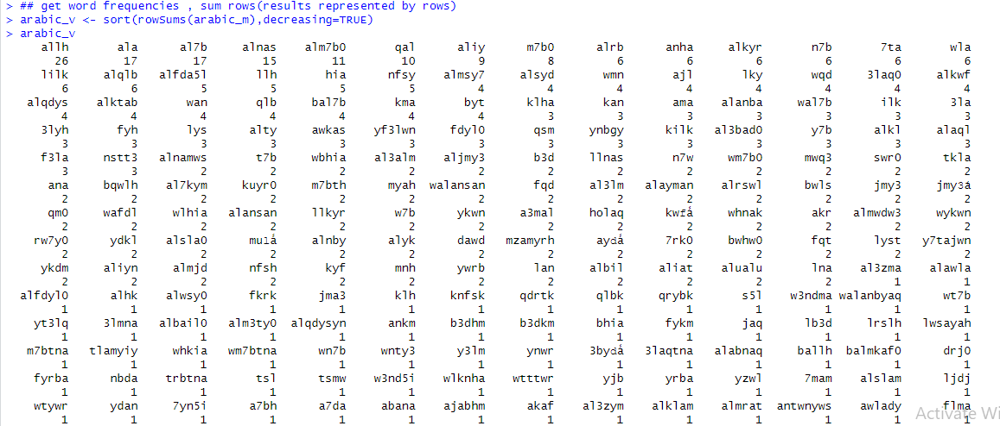 > ## get word frequencies , sum rows(results represented by rows)
> arabic_v <- sort(rowSums(arabic_m),decreasing=TRUE)
> arabic_v
allh ala al7b alnas alm7b0 qal aliy m7b0 alrb anha alkyr n7b 7ta wla
26 17 17 15 11 10 9 8 6 6 6 6 6 6
lilk alqlb alfda5l llh hia nfsy almsy7 alsyd wmn ajl lky wqd 3laq0 alkwf
6 6 5 5 5 5 4 4 4 4 4 4 4 4
alqdys alktab wan qlb bal7b kma byt klha kan ama alanba wal7b ilk 3la
4 4 4 4 4 4 4 3 3 3 3 3 3 3
3lyh fyh lys alty awkas yf3lwn fdyl0 qsm ynbgy kilk al3bad0 y7b alkl alaql
3 3 3 3 3 3 3 3 3 3 3 3 3 3
f3la nstt3 alnamws t7b wbhia al3alm aljmy3 b3d llnas n7w wm7b0 mwq3 swr0 tkla
3 3 2 2 2 2 2 2 2 2 2 2 2 2
ana bqwlh al7kym kuyr0 m7bth myah walansan fqd al3lm alayman alrswl bwls jmy3 jmy3ả
2 2 2 2 2 2 2 2 2 2 2 2 2 2
qm0 wafdl wlhia alansan llkyr w7b ykwn a3mal holaq kwfả whnak akr almwdw3 wykwn
2 2 2 2 2 2 2 2 2 2 2 2 2 2
rw7y0 ydkl alsla0 mulả alnby alyk dawd mzamyrh aydả 7rk0 bwhw0 fqt lyst y7tajwn
2 2 2 2 2 2 2 2 2 2 2 2 2 2
ykdm aliyn almjd nfsh kyf mnh ywrb lan albil aliat alualu lna al3zma alawla
2 2 2 2 2 2 2 2 2 2 2 2 1 1
alfdyl0 alhk alwsy0 fkrk jma3 klh knfsk qdrtk qlbk qrybk s5l w3ndma walanbyaq wt7b
1 1 1 1 1 1 1 1 1 1 1 1 1 1
yt3lq 3lmna albail0 alm3ty0 alqdysyn ankm b3dhm b3dkm bhia fykm jaq lb3d lrslh lwsayah
1 1 1 1 1 1 1 1 1 1 1 1 1 1
m7btna tlamyiy whkia wm7btna wn7b wnty3 y3lm ynwr 3bydả 3laqtna alabnaq ballh balmkaf0 drj0
1 1 1 1 1 1 1 1 1 1 1 1 1 1
fyrba nbda trbtna tsl tsmw w3nd5i wlknha wtttwr yjb yrba yzwl 7mam alslam ljdj
1 1 1 1 1 1 1 1 1 1 1 1 1 1
wtywr ydan 7yn5i a7bh a7da abana ajabhm akaf al3zym alklam almrat antwnyws awlady flma
1 1 1 1 1 1 1 1 1 1 1 1 1 1
Activate Wi